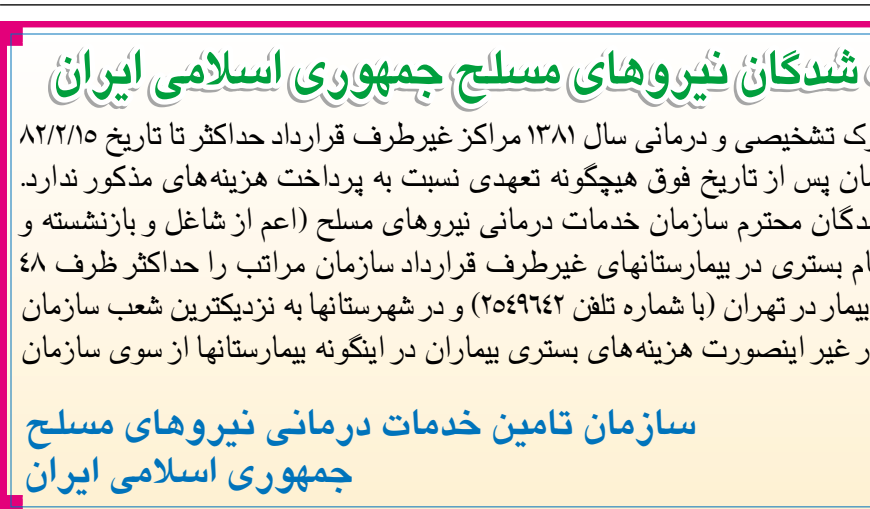 شدگان نیروهای مسلح جمهوری اسلامی ایران
تشخیصی و درمانی سال ۱۳۸۱ مراکز غیرطرف قرارداد حداکثر تا تاریخ ۸۲/۲/۱۵
پس از تاریخ فوق هیچگونه تعهدی نسبت به پرداخت هزینه‌های مذکور ندارد.
محترم سازمان خدمات درمانی نیروهای مسلح (اعم از شاغل و بازنشسته و
بستری در بیمارستانهای غیرطرف قرارداد سازمان مراتب را حداکثر ظرف ۴۸
بیمار در تهران (با شماره تلفن ۲۵۴۹۶۴۲) و در شهرستانها به نزدیکترین شعب سازمان
غیر اینصورت هزینه‌های بستری بیماران در اینگونه بیمارستانها از سوی سازمان
سازمان تامین خدمات درمانی نیروهای مسلح
جمهوری اسلامی ایران